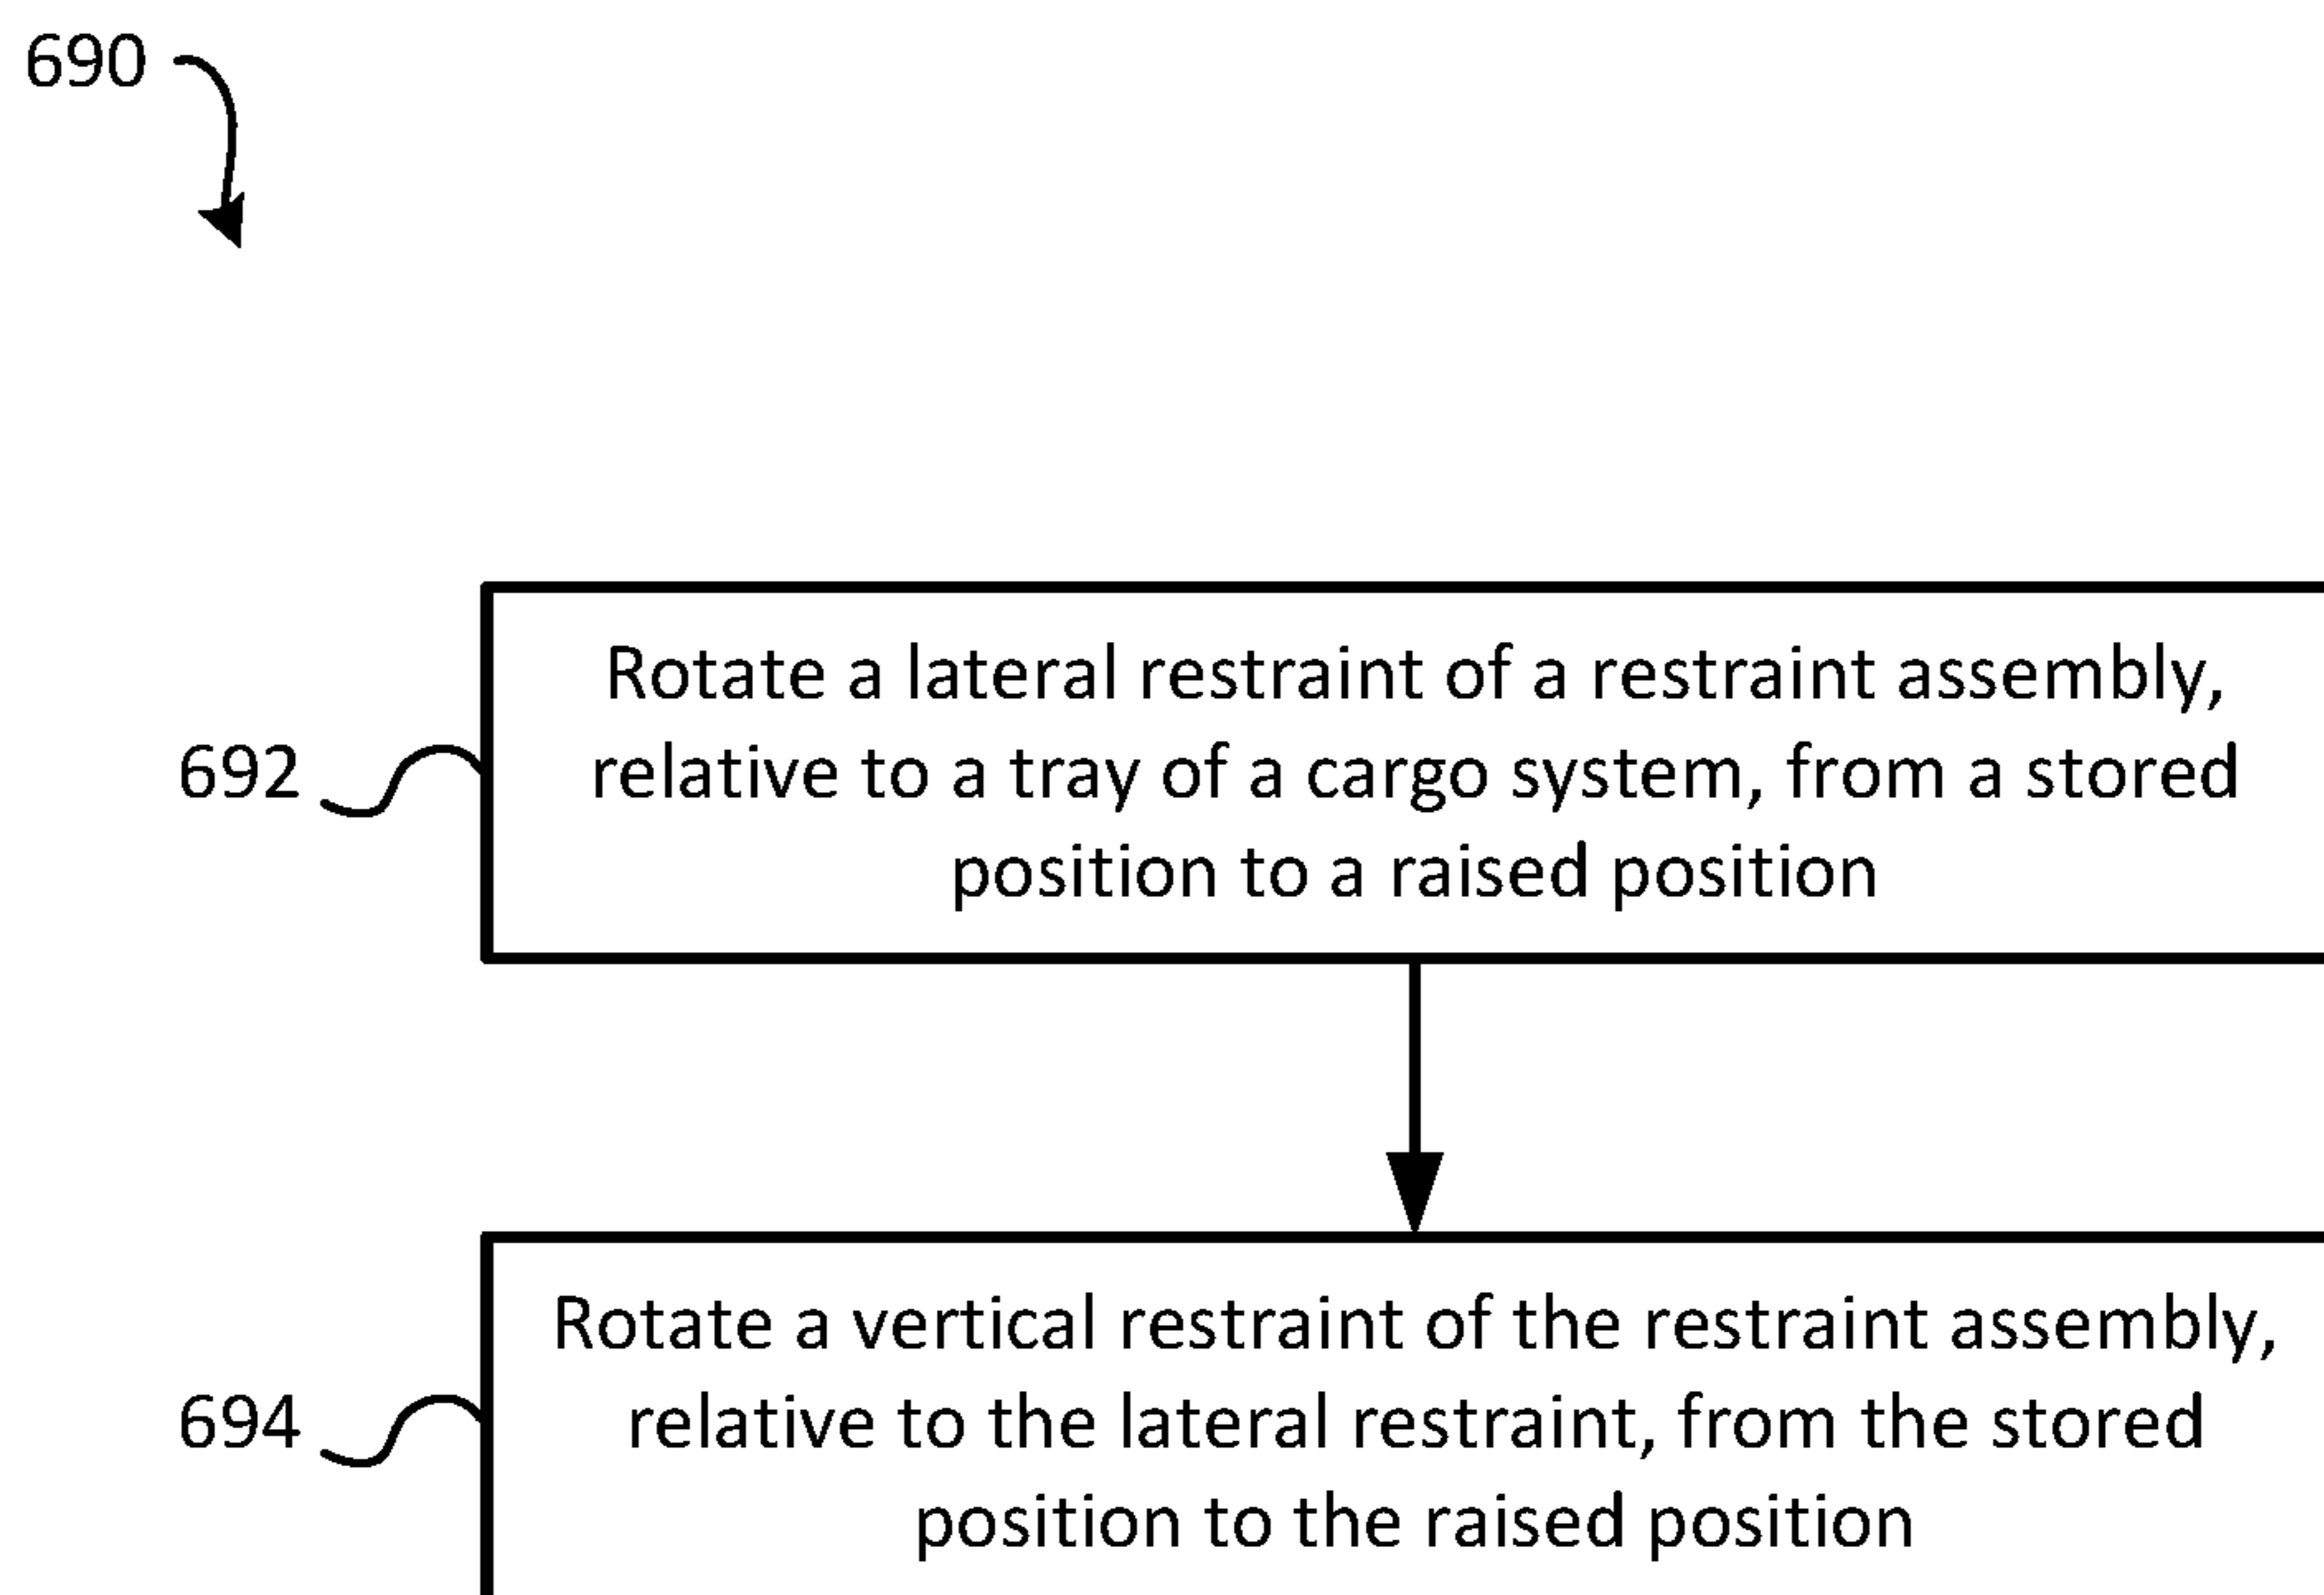 690
Rotate a lateral restraint of a restraint assembly,
692
relative to a tray of a cargo system, from a stored
position to a raised position
Rotate a vertical restraint of the restraint assembly,
694
relative to the lateral restraint, from the stored
position to the raised position